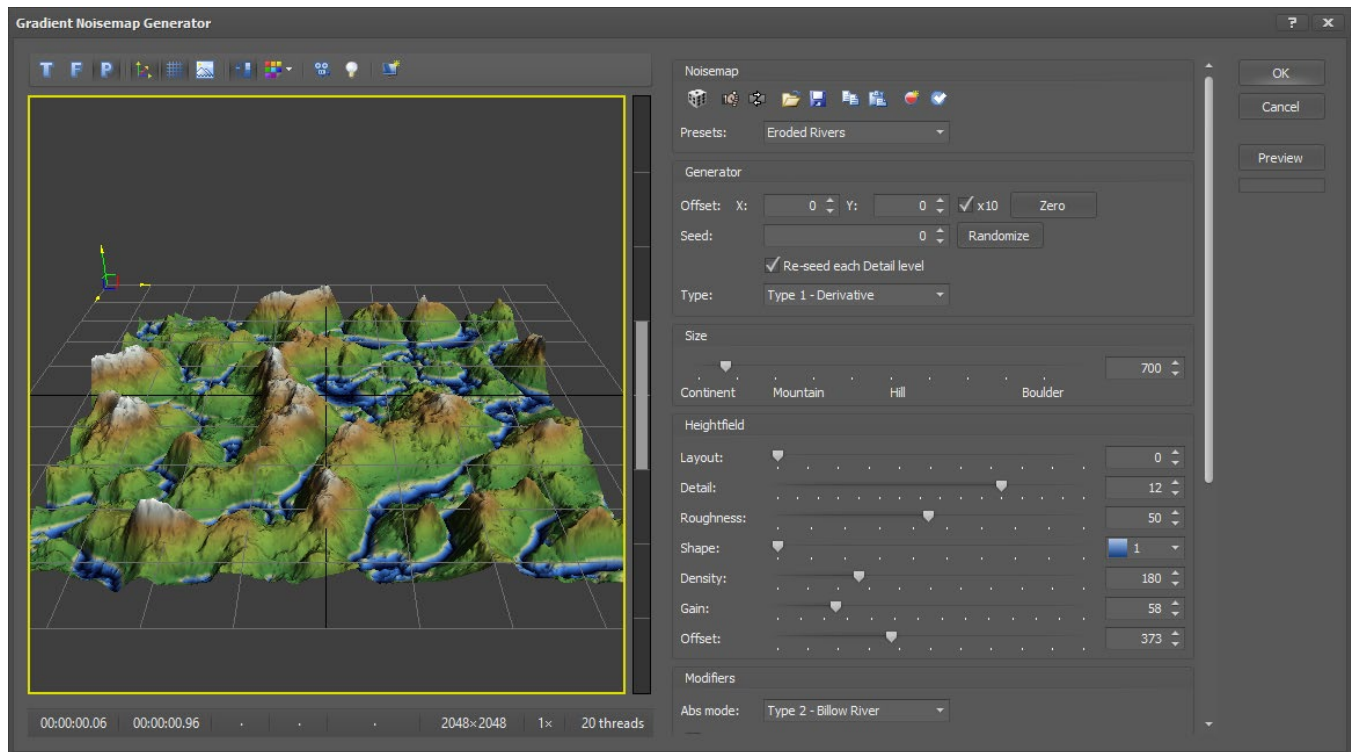 Gradient Noisemap Generator
? x
T F P
Noisemap
OK
Cancel
Presets: Eroded Rivers
Preview
Generator
Offset: X: 0 Y: 0 x10 Zero
Seed: 0 Randomize
Re-seed each Detail level
Type: Type 1 - Derivative
Size
700
Continent Mountain Hill Boulder
Heightfield
Layout: 0
Detail: 12
Roughness: 50
Shape: 1
Density: 180
Gain: 58
Offset: 373
Modifiers
Abs mode: Type 2 - Billow River
00:00:00.06 00:00:00.96 . . . 2048×2048 1× 20 threads